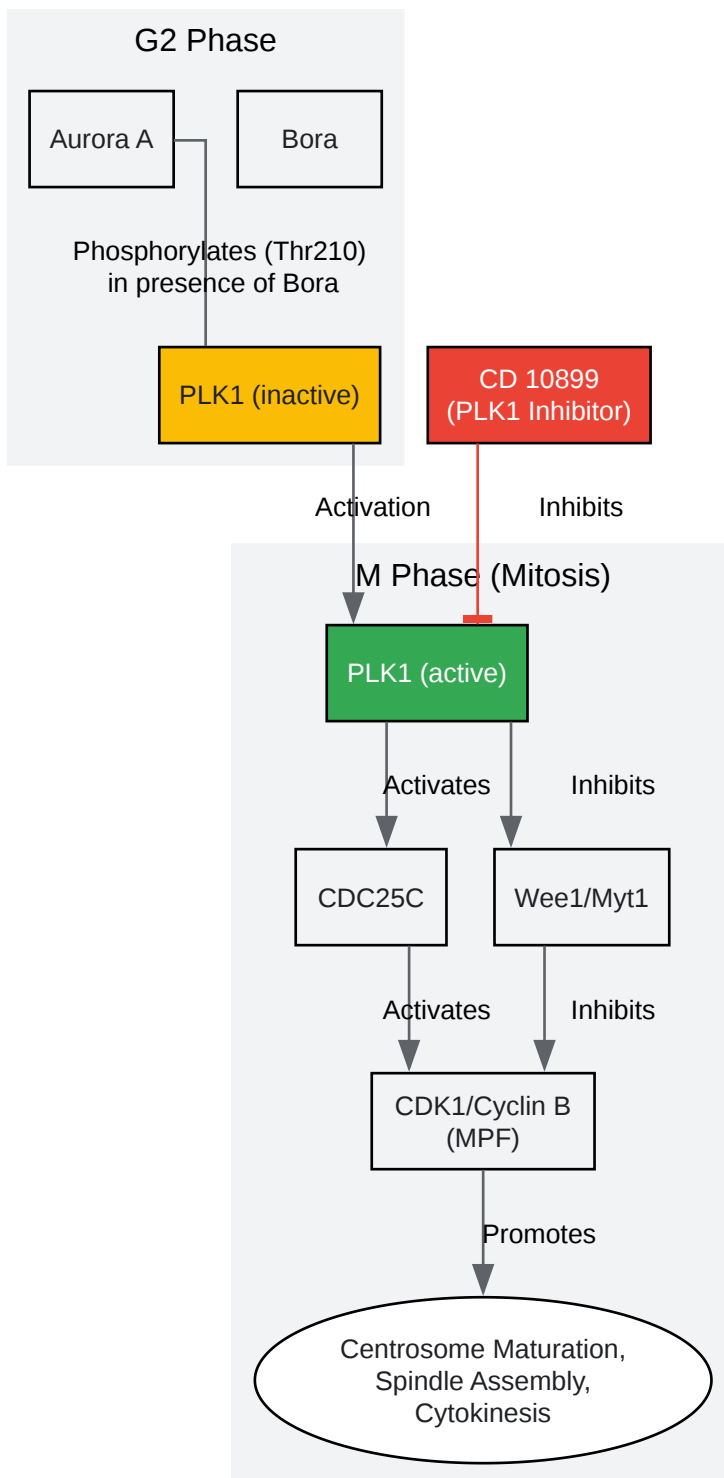 G2 Phase
Aurora A
Bora
Phosphorylates (Thr210)
in presence of Bora
PLK1 (inactive)
CD 10899
(PLK1 Inhibitor)
Activation
Inhibits
M Phase (Mitosis)
PLK1 (active)
Activates
Inhibits
CDC25C
Wee1/Myt1
Activates
Inhibits
CDK1/Cyclin B
(MPF)
Promotes
Centrosome Maturation,
Spindle Assembly,
Cytokinesis